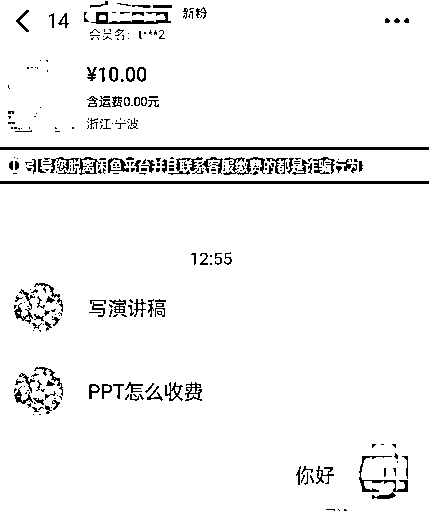 14
新粉
会员名：t***2
¥10.00
含运费0.00元
浙江 宁波
引导您脱离闲鱼平台并且联系客服缴费的都是诈骗行为
12:55
写演讲稿
PPT怎么收费
你好